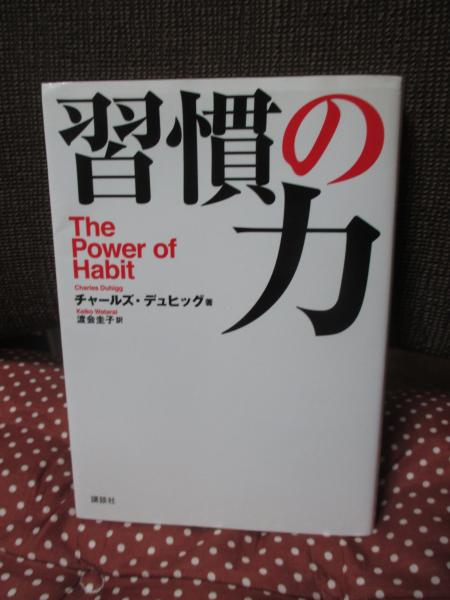 習慣の
力
The
Power of
Habit
Charles Duhigg
チャールズ・デュヒッグ 著
Keiko Watarai
渡会圭子 訳
講談社